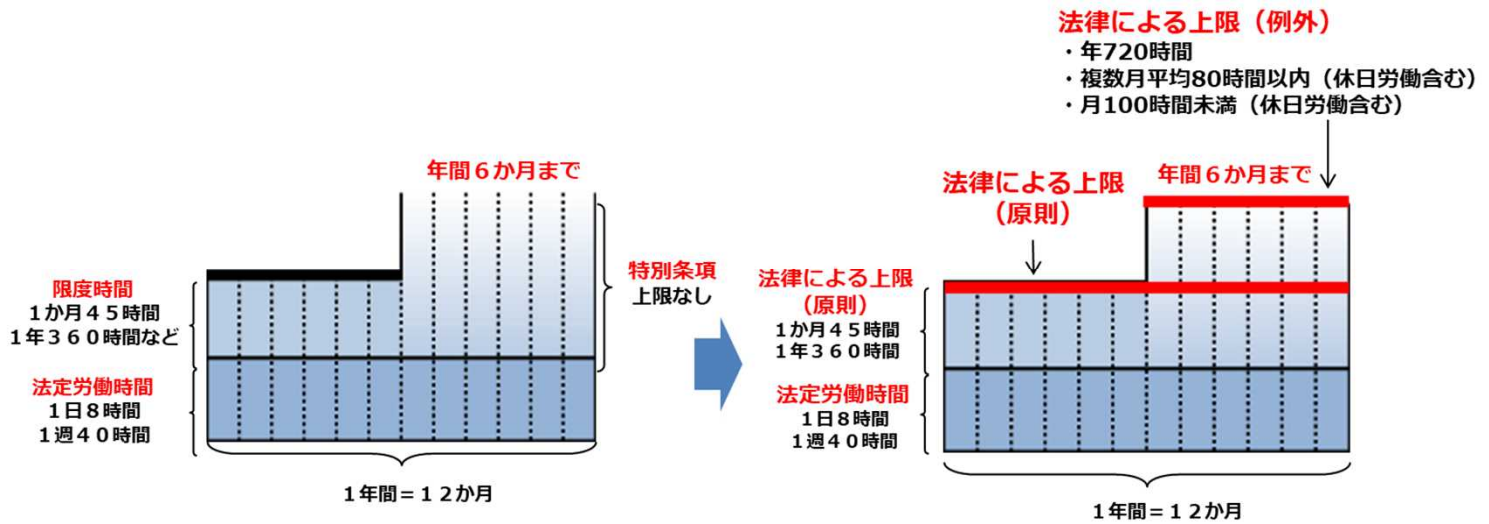 年間６か月まで
限度時間
１か月４５時間
１年３６０時間など
法定労働時間
１日８時間
１週４０時間
特別条項
上限なし
１年間＝１２か月
法律による上限（例外）
・年720時間
・複数月平均80時間以内（休日労働含む）
・月100時間未満（休日労働含む）
法律による上限
（原則）
年間６か月まで
法律による上限
（原則）
１か月４５時間
１年３６０時間
法定労働時間
１日８時間
１週４０時間
１年間＝１２か月